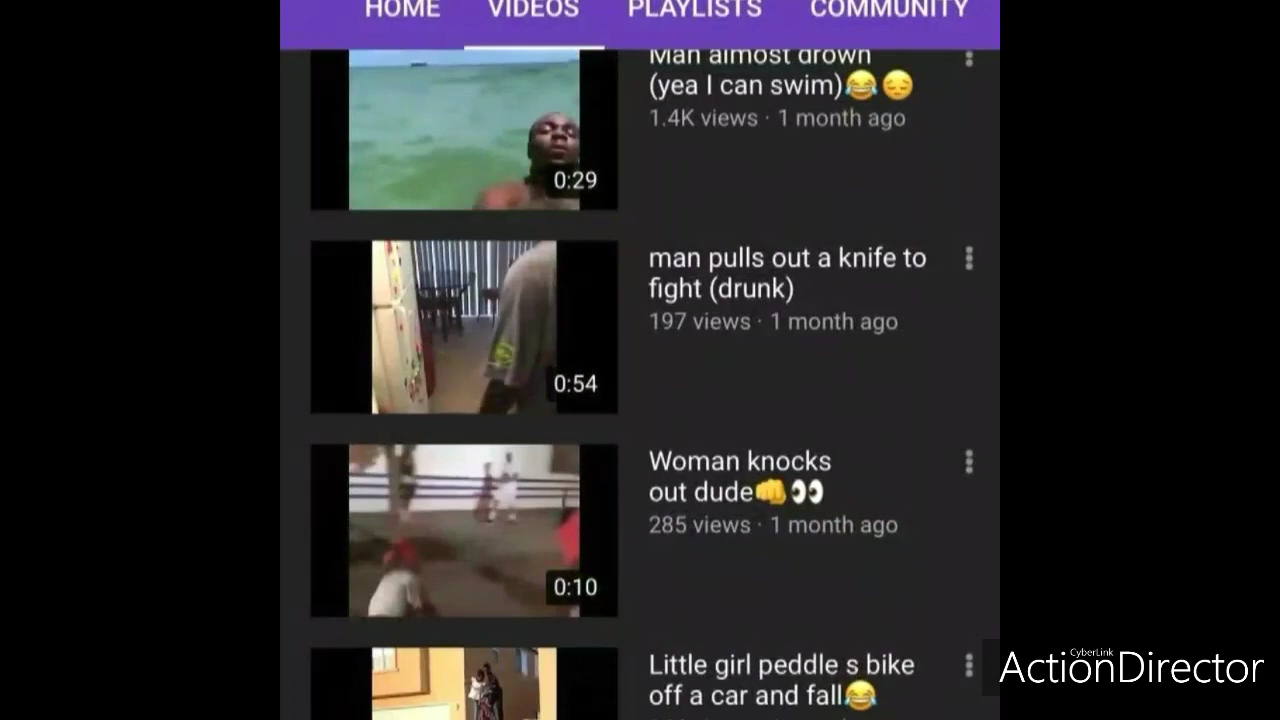 HOME VIDEOS PLAYLISTS COMMUNITY
Man almost drown
(yea I can swim)😂😔
1.4K views · 1 month ago
0:29
man pulls out a knife to
fight (drunk)
197 views · 1 month ago
0:54
Woman knocks
out dude👊👀
285 views · 1 month ago
0:10
Little girl peddle s bike
off a car and fall😂
CyberLink
ActionDirector